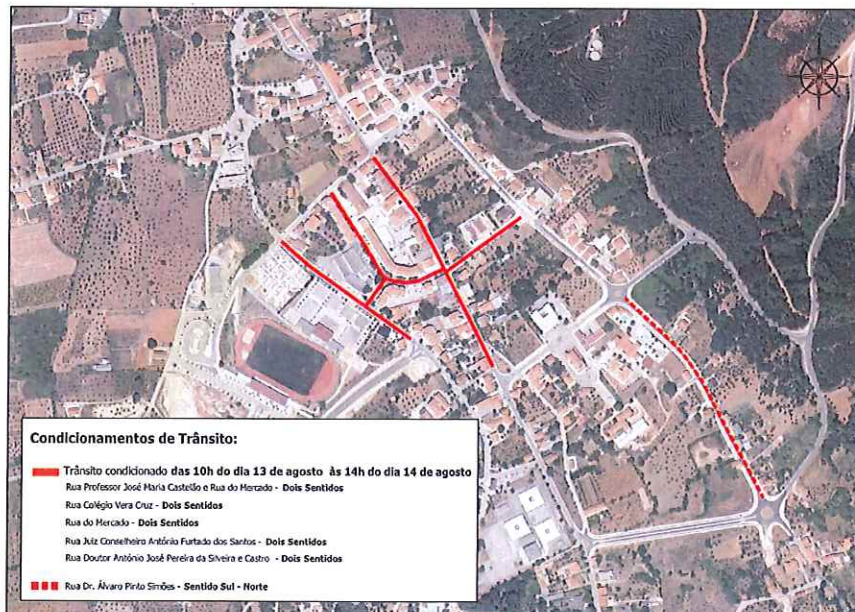 Condicionamentos de Trânsito:
Trânsito condicionado das 10h do dia 13 de agosto às 14h do dia 14 de agosto
Rua Professor José Maria Castelão e Rua do Mercado - Dois Sentidos
Rua Colégio Vera Cruz - Dois Sentidos
Rua do Mercado - Dois Sentidos
Rua Juiz Conselheiro António Furtado dos Santos - Dois Sentidos
Rua Doutor António José Pereira da Silveira e Castro - Dois Sentidos
Rua Dr. Álvaro Pinto Simões - Sentido Sul - Norte